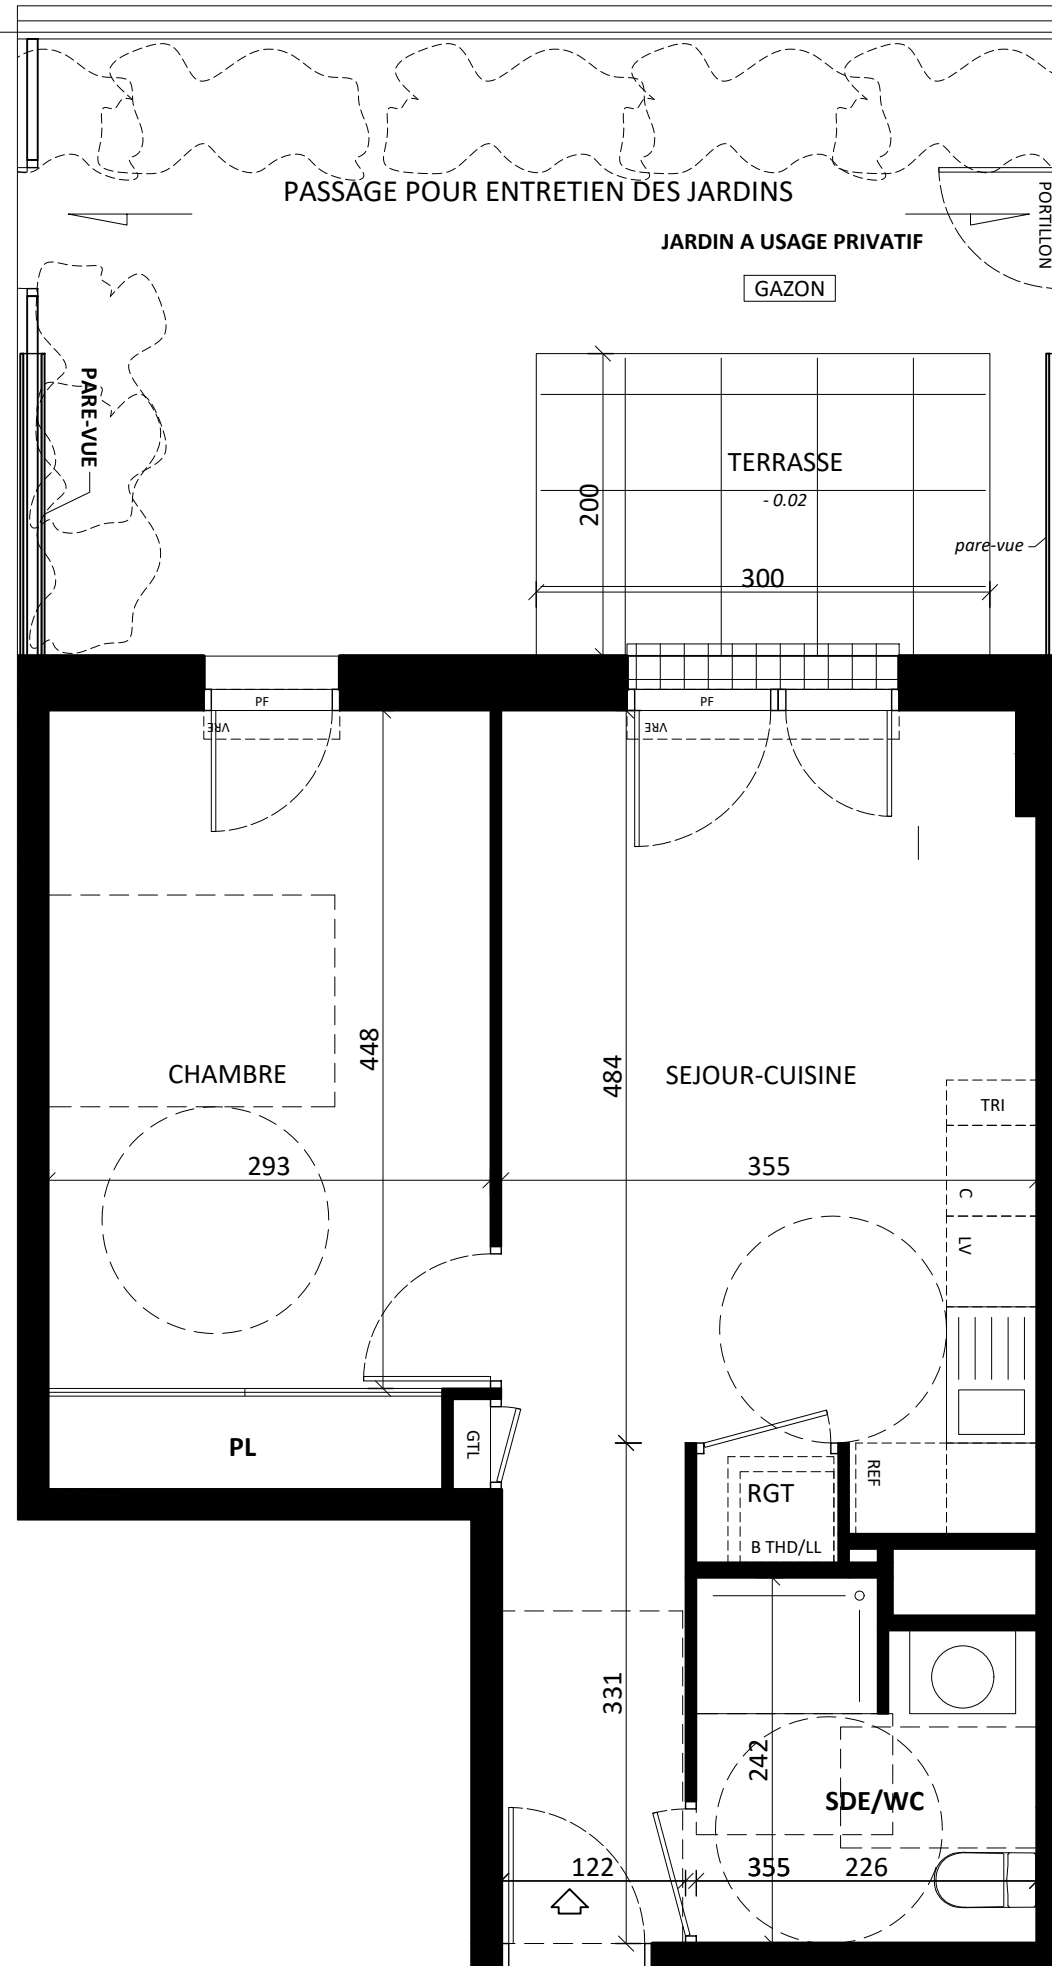 PASSAGE POUR ENTRETIEN DES JARDINS
PORTILLON
JARDIN A USAGE PRIVATIF
GAZON
PARE-VUE
TERRASSE
- 0.02
200
pare-vue
300
PF
PF
VRE
VRE
448
484
CHAMBRE
SEJOUR-CUISINE
TRI
293
355
C
LV
PL
GTL
REF
RGT
B THD/LL
331
242
SDE/WC
122
355
226